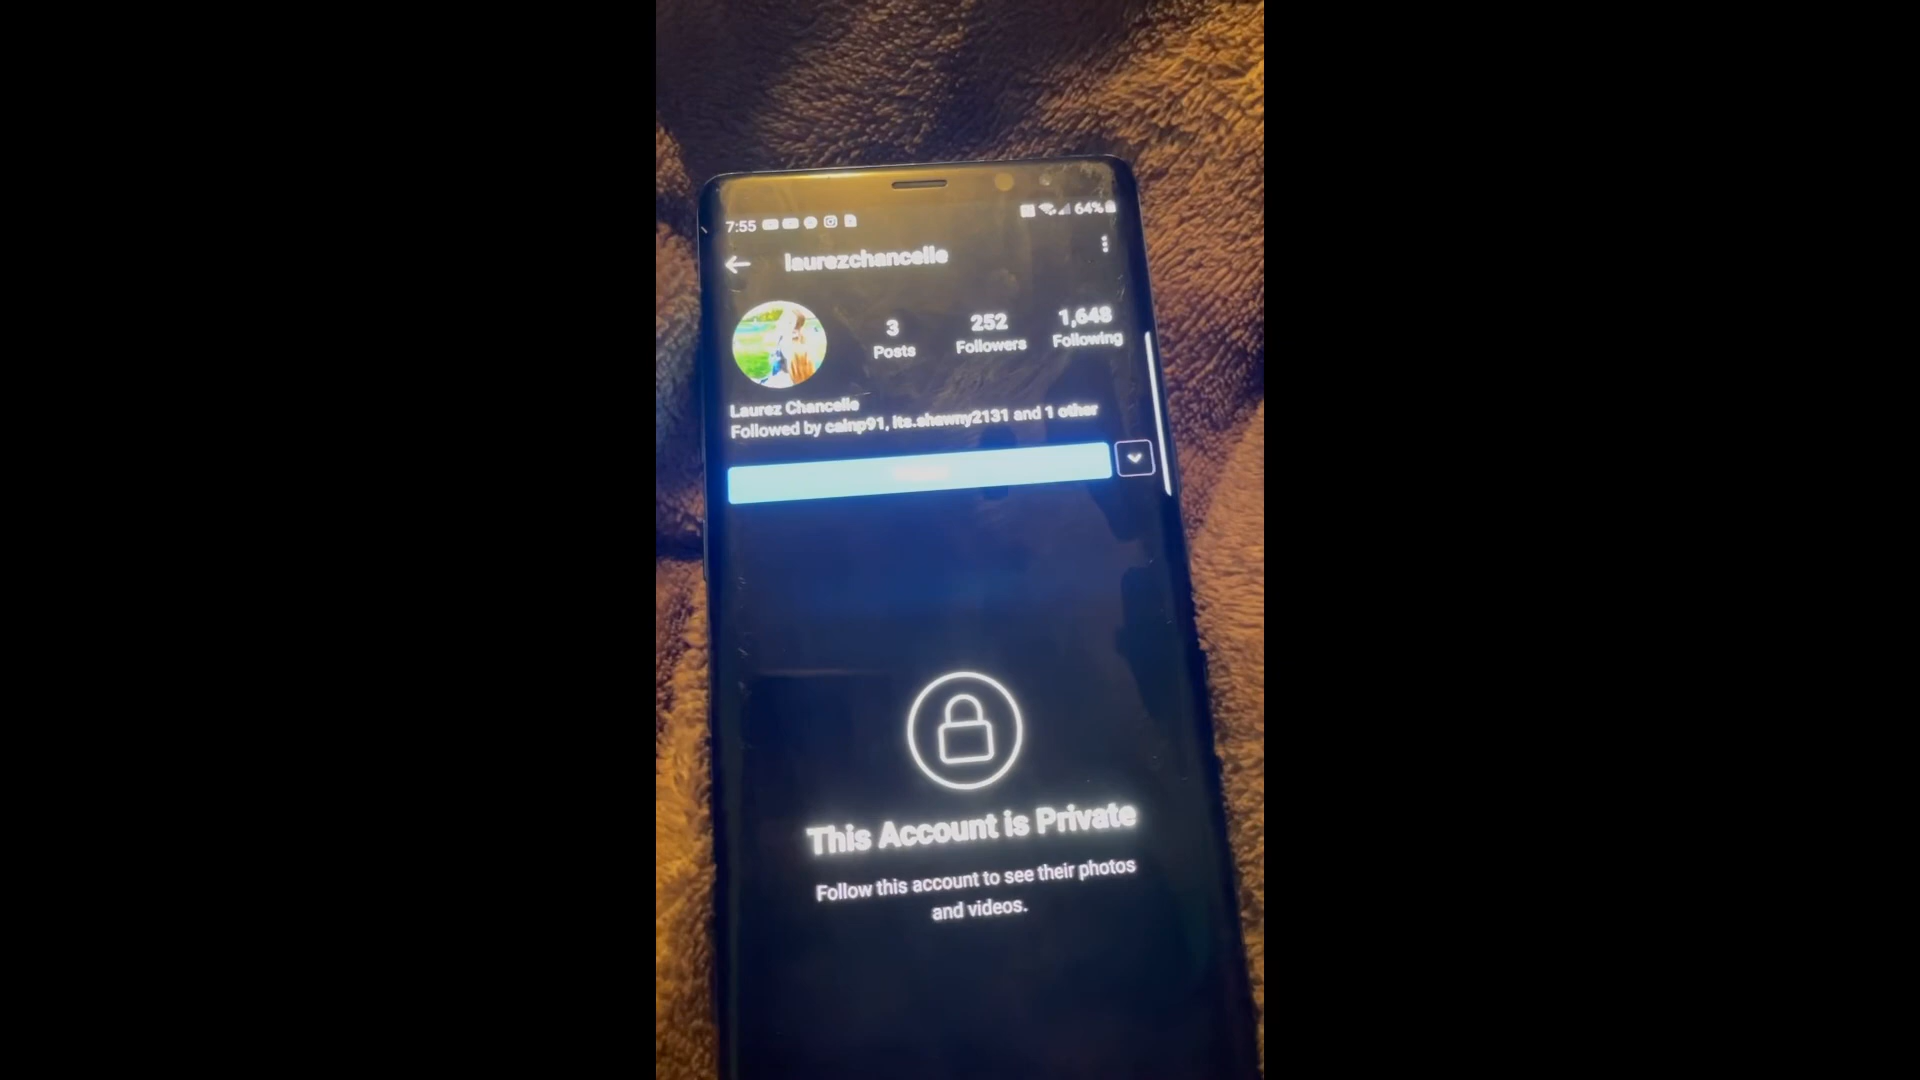 7:55
64%
laurezchancelle
3
Posts
252
Followers
1,648
Following
Laurez Chancelle
Followed by cainp91, its.shawny2131 and 1 other
This Account is Private
Follow this account to see their photos
and videos.